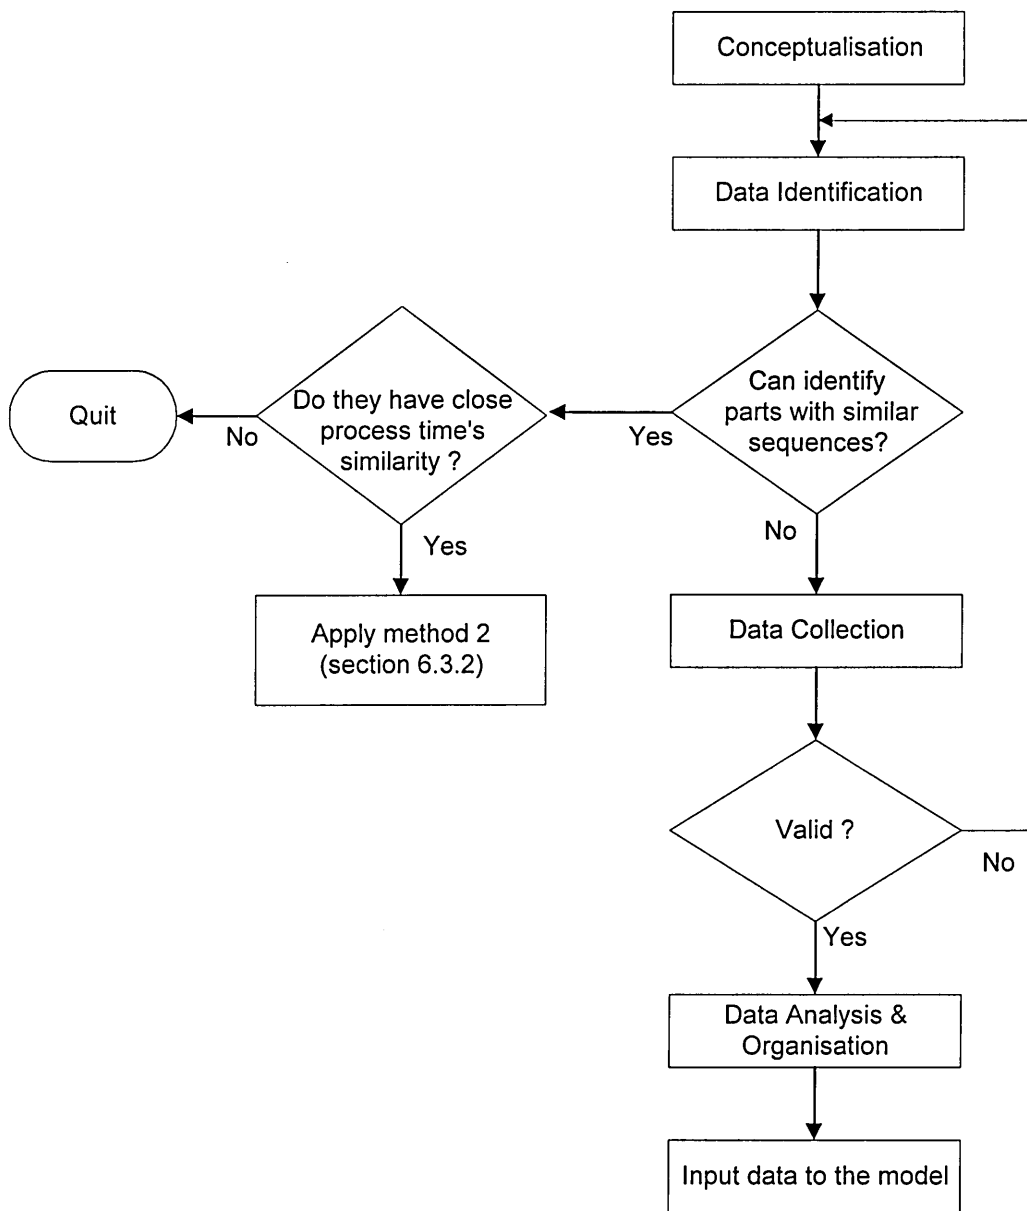 Conceptualisation
Data Identification
Can identify
parts with similar
sequences?
Yes
No
Do they have close
process time's
similarity ?
No
Yes
Quit
Apply method 2
(section 6.3.2)
Data Collection
Valid ?
No
Yes
Data Analysis &
Organisation
Input data to the model